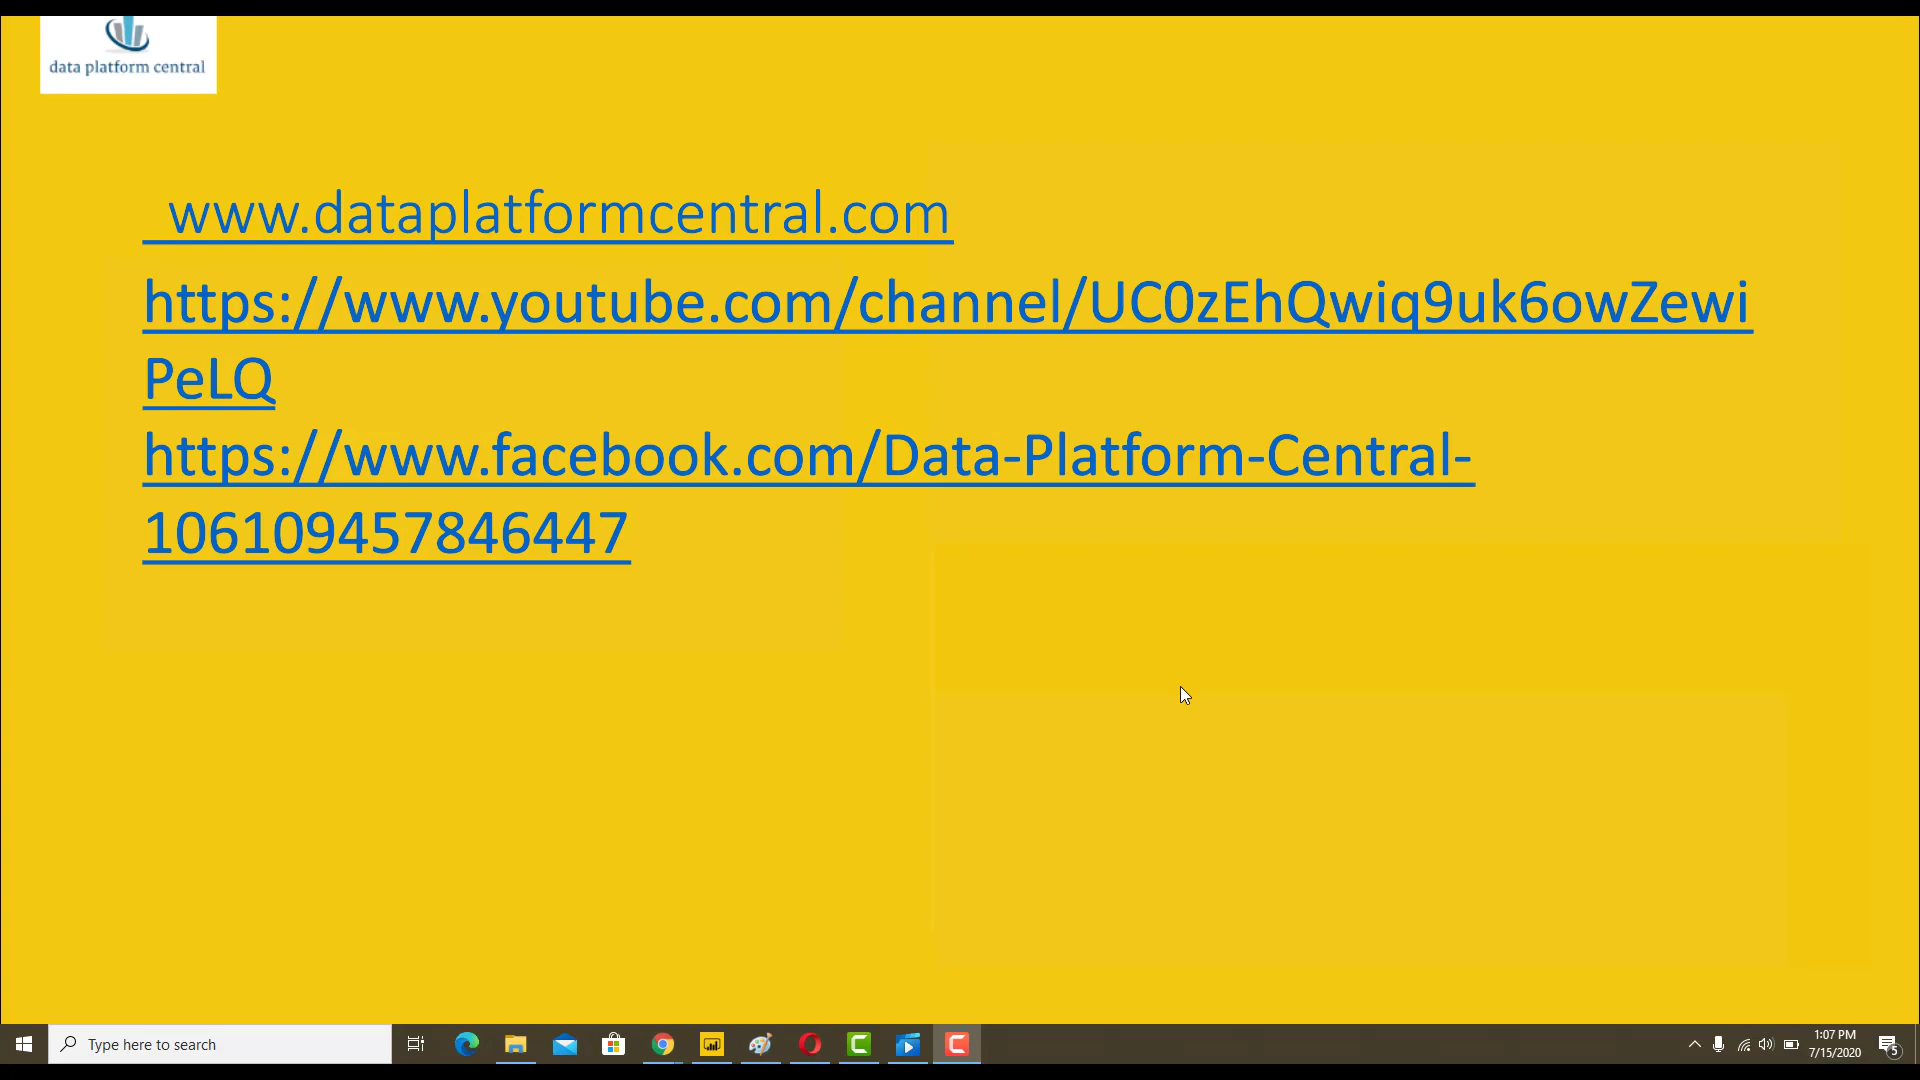 data platform central
www.dataplatformcentral.com
https://www.youtube.com/channel/UC0zEhQwiq9uk6owZewi
PeLQ
https://www.facebook.com/Data-Platform-Central-
106109457846447
Type here to search
1:07 PM
7/15/2020
5